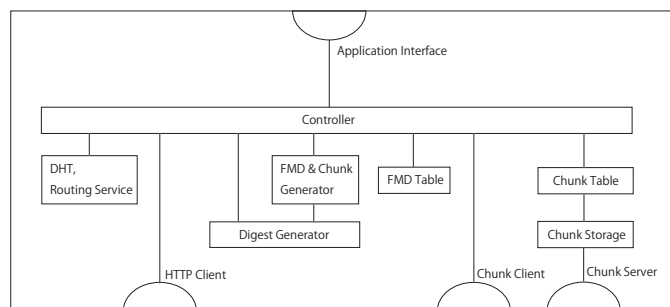 Application Interface
Controller
DHT,
Routing Service
FMD & Chunk
Generator
FMD Table
Chunk Table
Digest Generator
Chunk Storage
HTTP Client
Chunk Client
Chunk Server